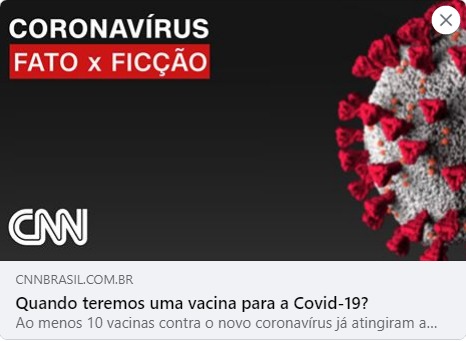 CORONAVÍRUS
FATO x FICÇÃO
CNN
CNNBRASIL.COM.BR
Quando teremos uma vacina para a Covid-19?
Ao menos 10 vacinas contra o novo coronavírus já atingiram a...